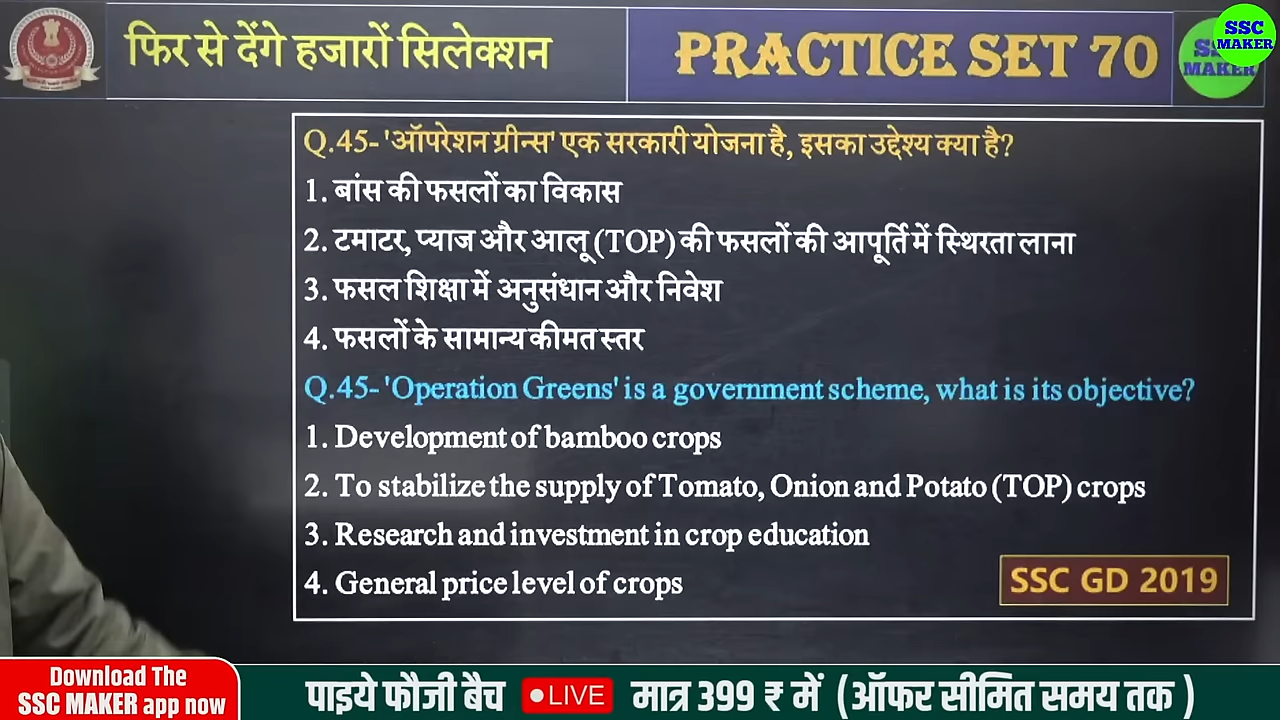 फिर से देंगे हजारों सिलेक्शन
PRACTICE SET 70
SSC
MAKER
MAKER
Q.45- 'ऑपरेशन ग्रीन्स' एक सरकारी योजना है, इसका उद्देश्य क्या है?
1. बांस की फसलों का विकास
2. टमाटर, प्याज और आलू (TOP) की फसलों की आपूर्ति में स्थिरता लाना
3. फसल शिक्षा में अनुसंधान और निवेश
4. फसलों के सामान्य कीमत स्तर
Q.45- 'Operation Greens' is a government scheme, what is its objective?
1. Development of bamboo crops
2. To stabilize the supply of Tomato, Onion and Potato (TOP) crops
3. Research and investment in crop education
4. General price level of crops
SSC GD 2019
Download The
SSC MAKER app now
पाइये फौजी बैच LIVE मात्र 399 ₹ में (ऑफर सीमित समय तक )